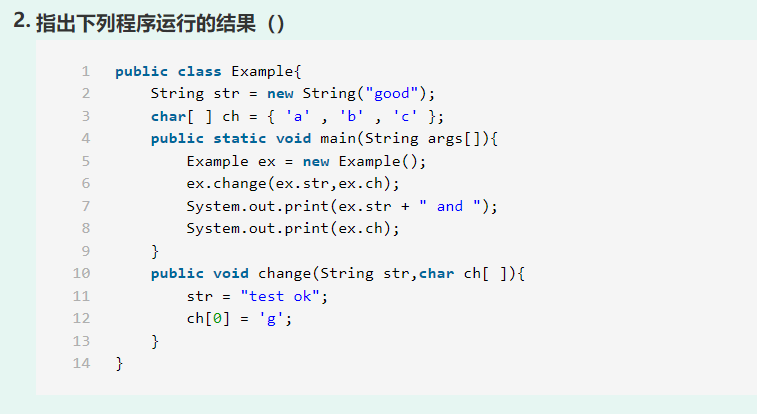 2. 指出下列程序运行的结果（）
1 public class Example{
2     String str = new String("good");
3     char[ ] ch = { 'a' , 'b' , 'c' };
4     public static void main(String args[]){
5         Example ex = new Example();
6         ex.change(ex.str,ex.ch);
7         System.out.print(ex.str + " and ");
8         System.out.print(ex.ch);
9     }
10     public void change(String str,char ch[ ]){
11         str = "test ok";
12         ch[0] = 'g';
13     }
14 }